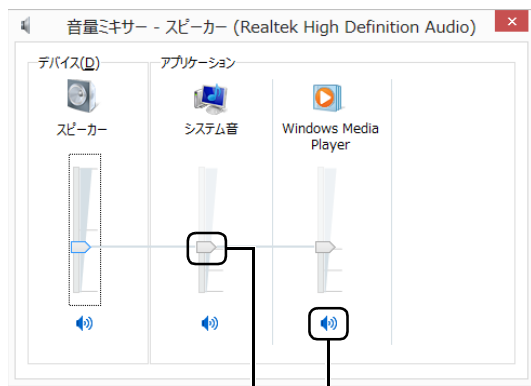 音量ミキサー - スピーカー (Realtek High Definition Audio)
デバイス(D)
アプリケーション
スピーカー
システム音
Windows Media
Player